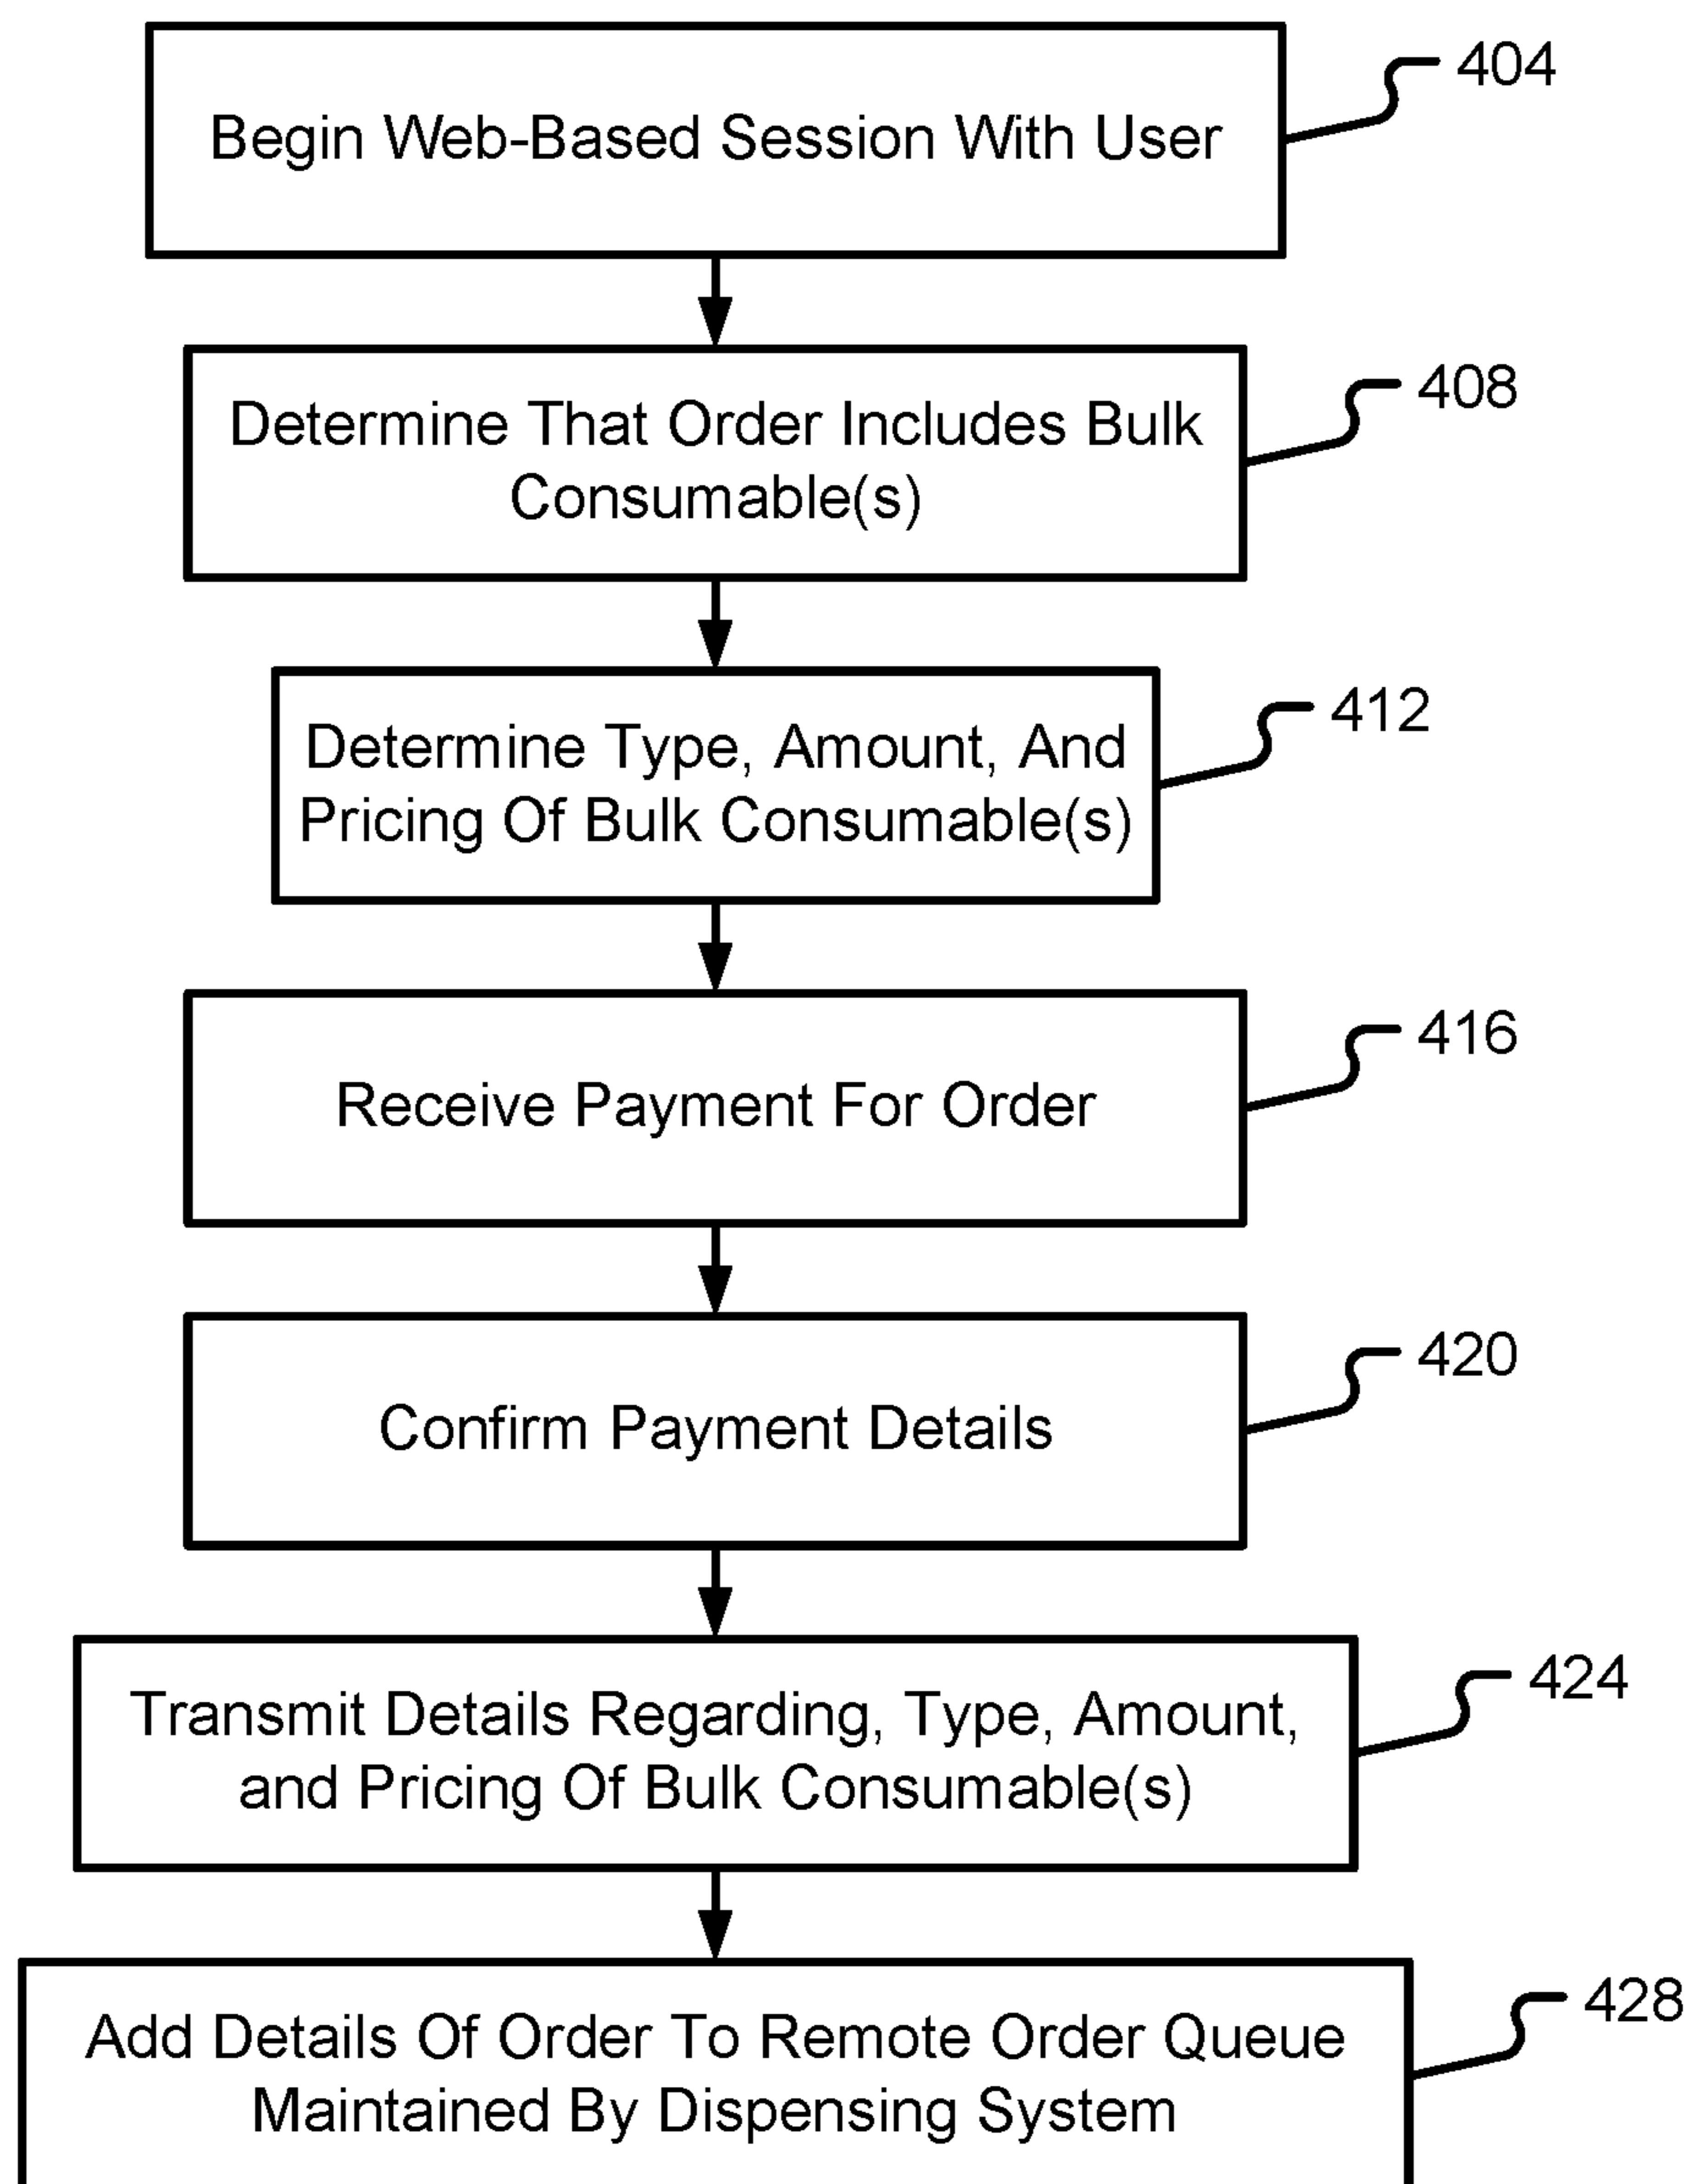 404
Begin Web-Based Session With User
408
Determine That Order Includes Bulk
Consumable(s)
412
Determine Type, Amount, And
Pricing Of Bulk Consumable(s)
416
Receive Payment For Order
420
Confirm Payment Details
424
Transmit Details Regarding, Type, Amount,
and Pricing Of Bulk Consumable(s)
428
Add Details Of Order To Remote Order Queue
Maintained By Dispensing System